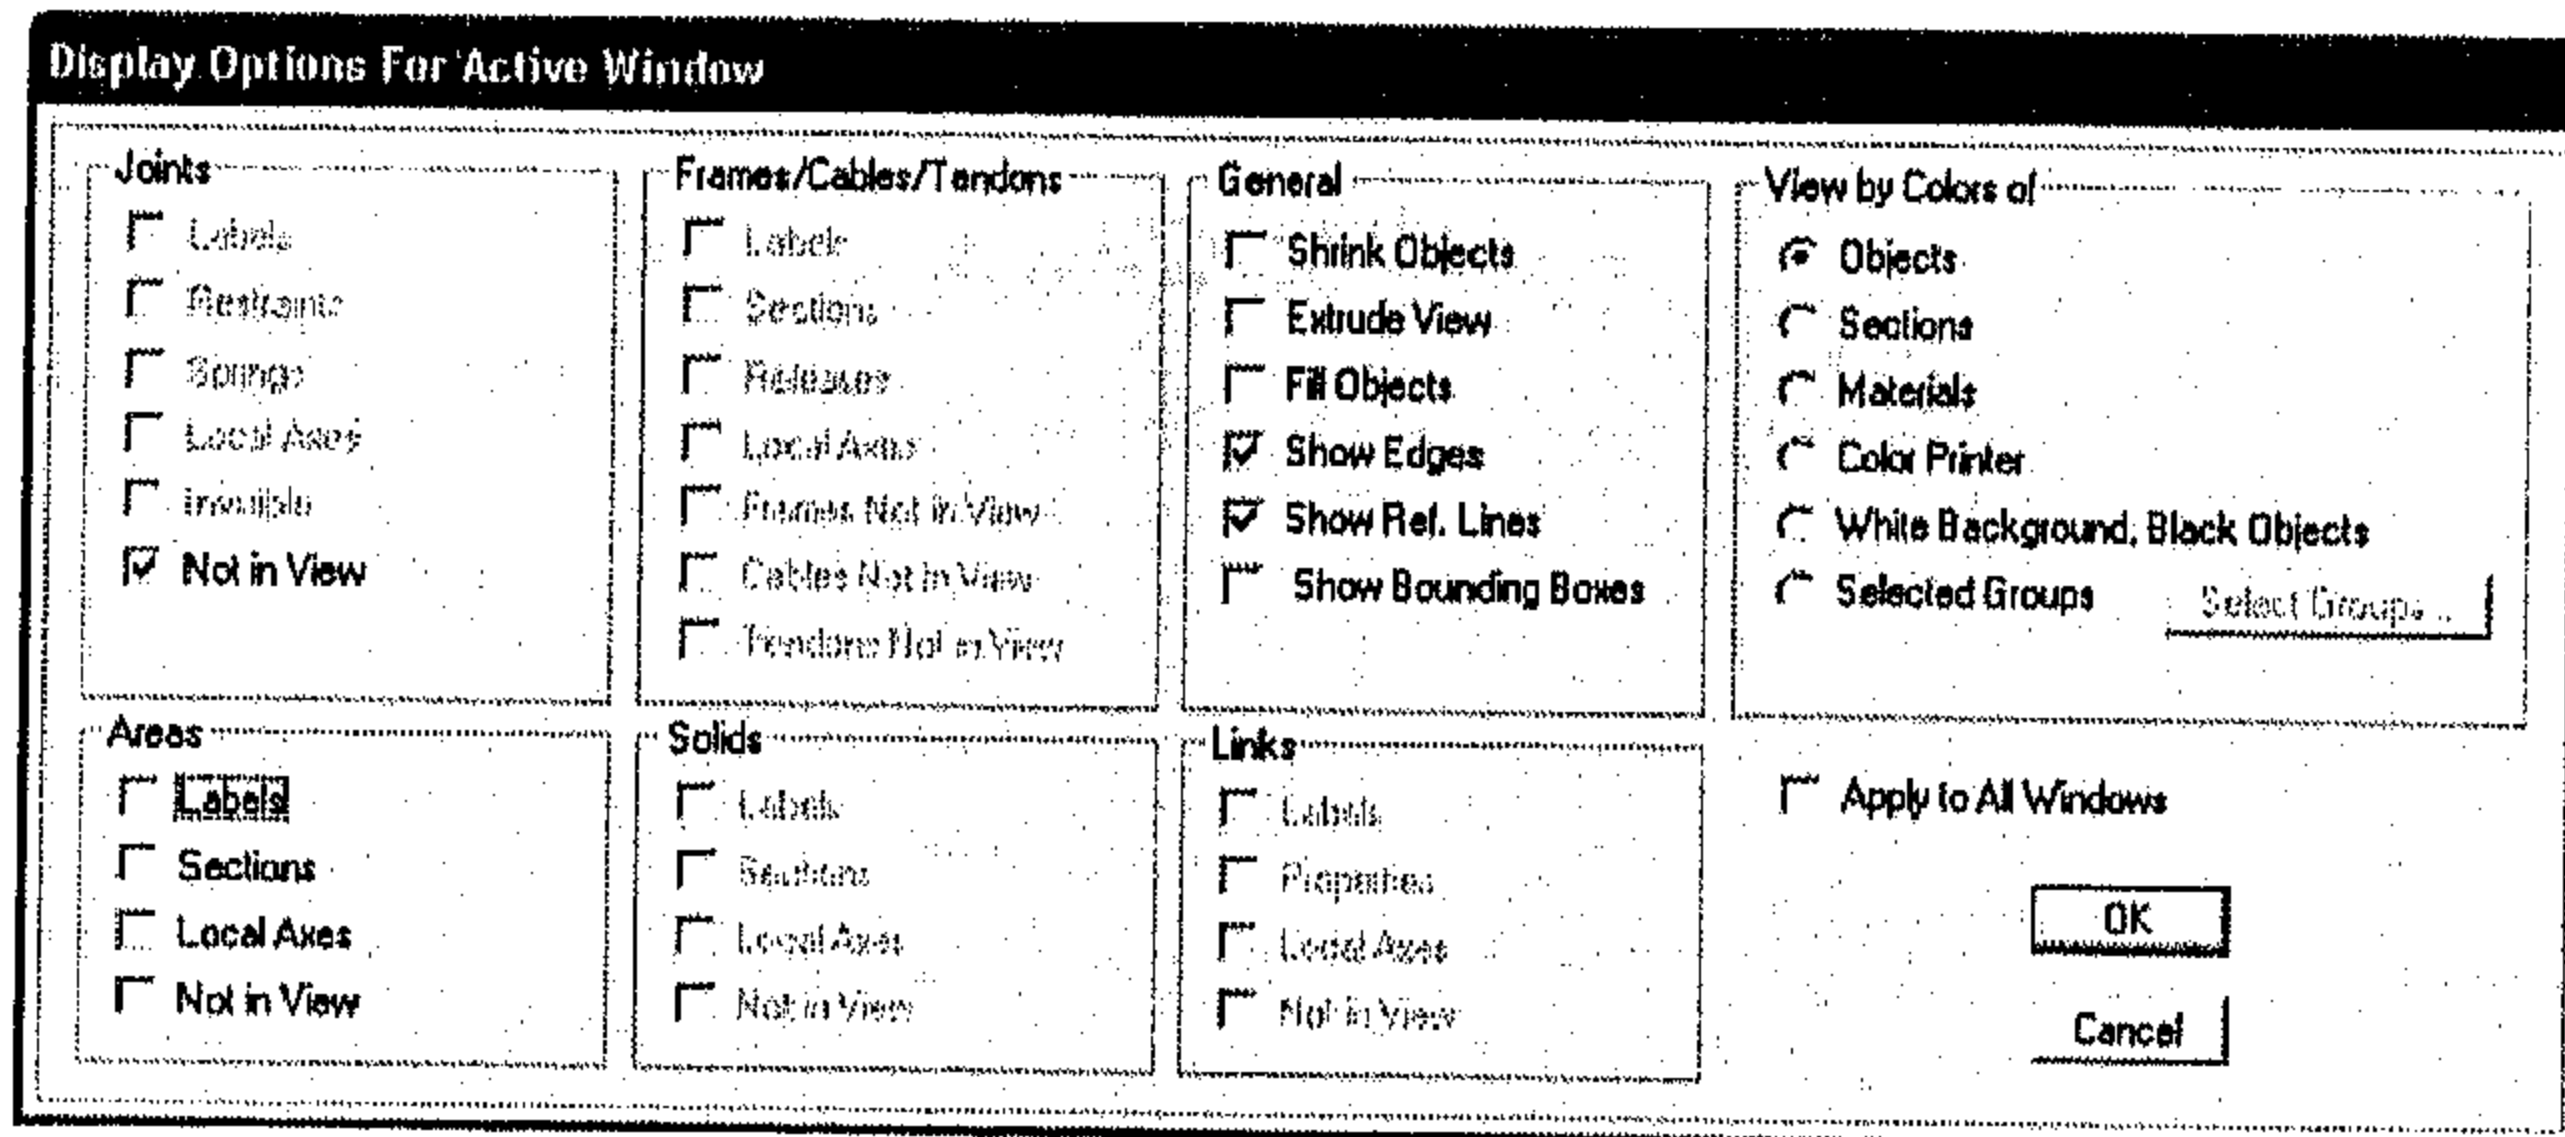 Display Options For Active Window
Joints
Labels
Restraints
Springs
Local Axes
Invisible
Not in View
Frames/Cables/Tendons
Labels
Sections
Releases
Local Axes
Frames Not in View
Cables Not in View
Tendons Not in View
General
Shrink Objects
Extrude View
Fill Objects
Show Edges
Show Ref. Lines
Show Bounding Boxes
View by Colors of
Objects
Sections
Materials
Color Printer
White Background, Black Objects
Selected Groups
Select Groups...
Areas
Labels
Sections
Local Axes
Not in View
Solids
Labels
Sections
Local Axes
Not in View
Links
Labels
Properties
Local Axes
Not in View
Apply to All Windows
OK
Cancel